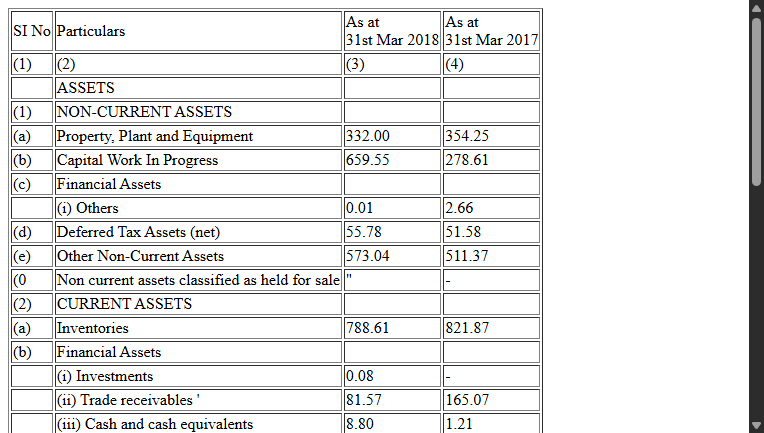 SI No Particulars As at 31st Mar 2018 As at 31st Mar 2017
(1) (2) (3) (4)
ASSETS
(1) NON-CURRENT ASSETS
(a) Property, Plant and Equipment 332.00 354.25
(b) Capital Work In Progress 659.55 278.61
(c) Financial Assets
(i) Others 0.01 2.66
(d) Deferred Tax Assets (net) 55.78 51.58
(e) Other Non-Current Assets 573.04 511.37
(0 Non current assets classified as held for sale " -
(2) CURRENT ASSETS
(a) Inventories 788.61 821.87
(b) Financial Assets
(i) Investments 0.08 -
(ii) Trade receivables ' 81.57 165.07
(iii) Cash and cash equivalents 8.80 1.21